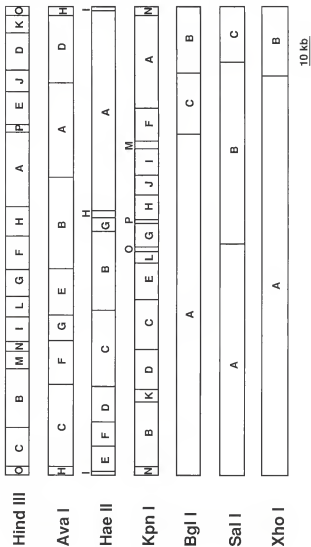 Hind III O C B M N I L G F H A P E J D K O
Ava I H C F G E B A D H
Hae II I E F D C B G H A I
Kpn I N B K D C E L O G P H J I M F A N
Bgl I A C B
Sal I A B C
Xho I A B
10 kb